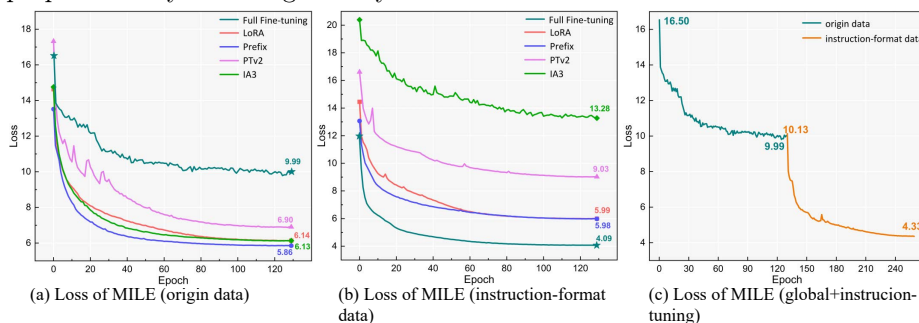 Full Fine-tuning
LoRA
Prefix
PTv2
IA3
Loss
18
16
14
12
10
8
6
9.99
6.90
6.14
6.13
5.86
0 20 40 60 80 100 120
Epoch
(a) Loss of MILE (origin data)
Full Fine-tuning
LoRA
Prefix
PTv2
IA3
Loss
20
18
16
14
12
10
8
6
4
13.28
9.03
5.99
5.98
4.09
0 20 40 60 80 100 120
Epoch
(b) Loss of MILE (instruction-format
data)
origin data
instruction-format data
Loss
16
14
12
10
8
6
4
16.50
10.13
9.99
4.33
0 30 60 90 120 150 180 210 240
Epoch
(c) Loss of MILE (global+instrucion-
tuning)